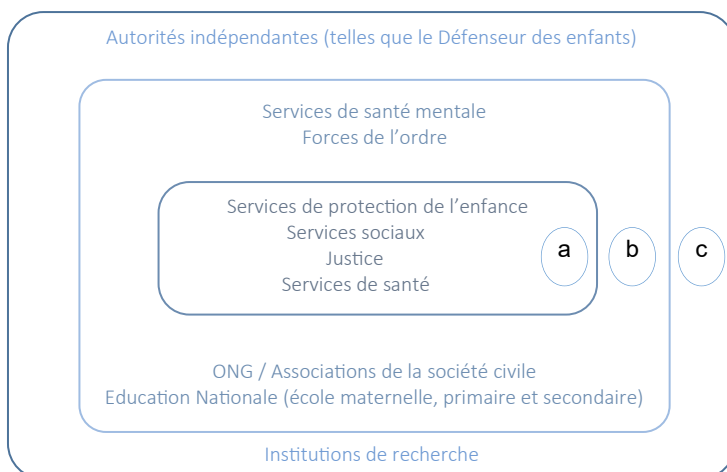 Autorités indépendantes (telles que le Défenseur des enfants)
Services de santé mentale
Forces de l’ordre
Services de protection de l’enfance
Services sociaux
Justice
Services de santé
a
b
c
ONG / Associations de la société civile
Education Nationale (école maternelle, primaire et secondaire)
Institutions de recherche